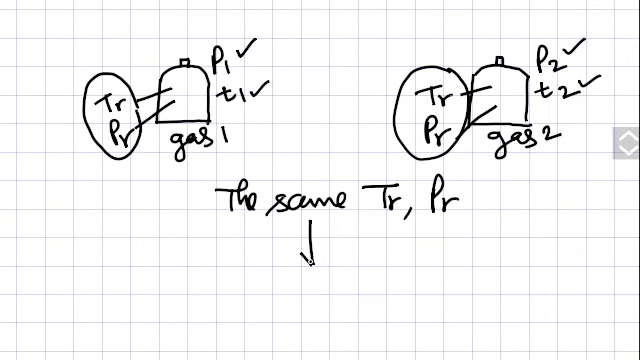 P1✓ P2✓
Tr t1✓ Tr t2✓
Pr gas 1 Pr gas 2
The same Tr, Pr